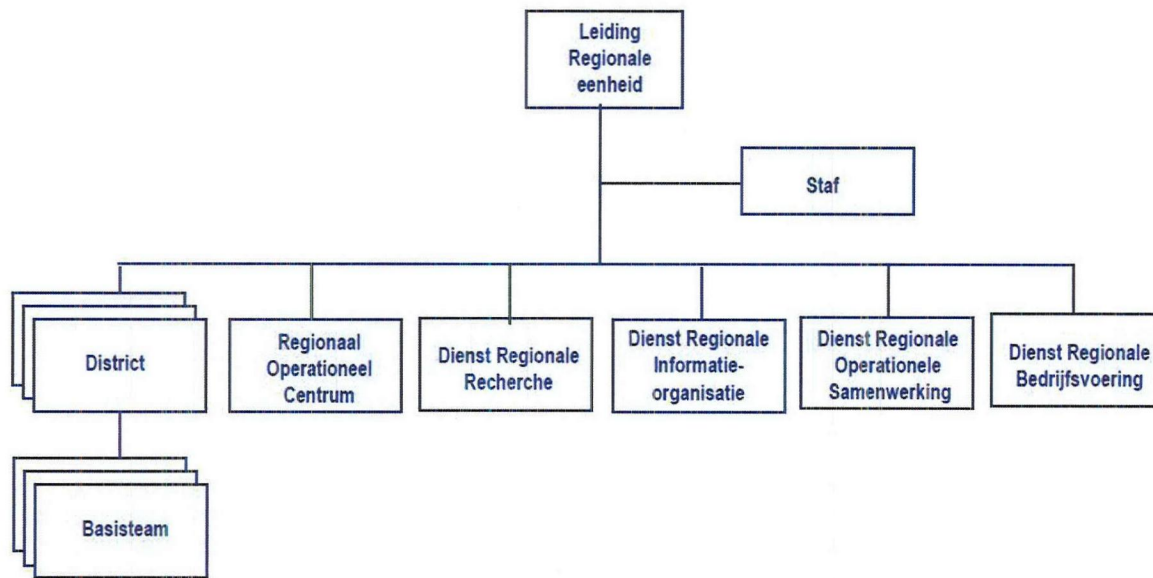 Leiding
Regionale
eenheid
Staf
District
Regionaal
Operationeel
Centrum
Dienst Regionale
Recherche
Dienst Regionale
Informatie-
organisatie
Dienst Regionale
Operationele
Samenwerking
Dienst Regionale
Bedrijfsvoering
Basisteam